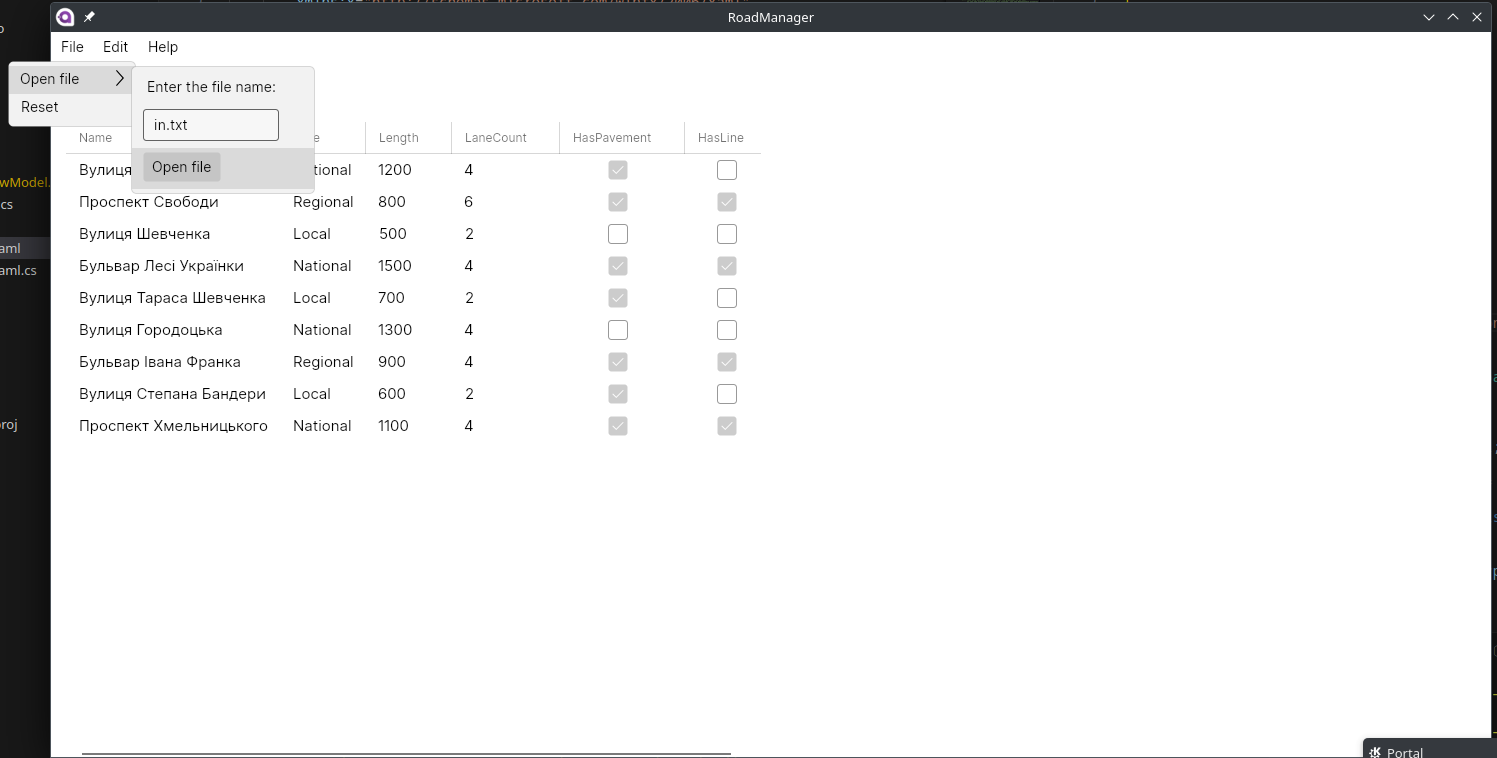 RoadManager
File Edit Help
Open file
Reset
Enter the file name:
in.txt
Open file
Name Length LaneCount HasPavement HasLine
Вулиця 1200 4
Проспект Свободи Regional 800 6
Вулиця Шевченка Local 500 2
Бульвар Лесі Українки National 1500 4
Вулиця Тараса Шевченка Local 700 2
Вулиця Городоцька National 1300 4
Бульвар Івана Франка Regional 900 4
Вулиця Степана Бандери Local 600 2
Проспект Хмельницького National 1100 4
wModel.
cs
aml
aml.cs
roj
Portal